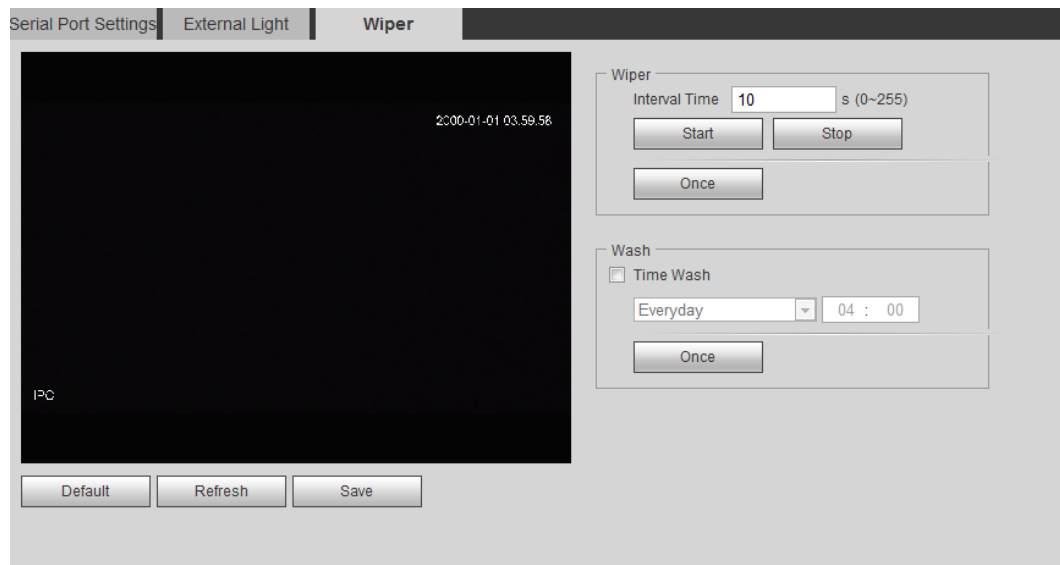 Serial Port Settings External Light Wiper
2000-01-01 03:59:58
IPC
Default Refresh Save
Wiper
Interval Time 10 s (0~255)
Start Stop
Once
Wash
Time Wash
Everyday 04 : 00
Once